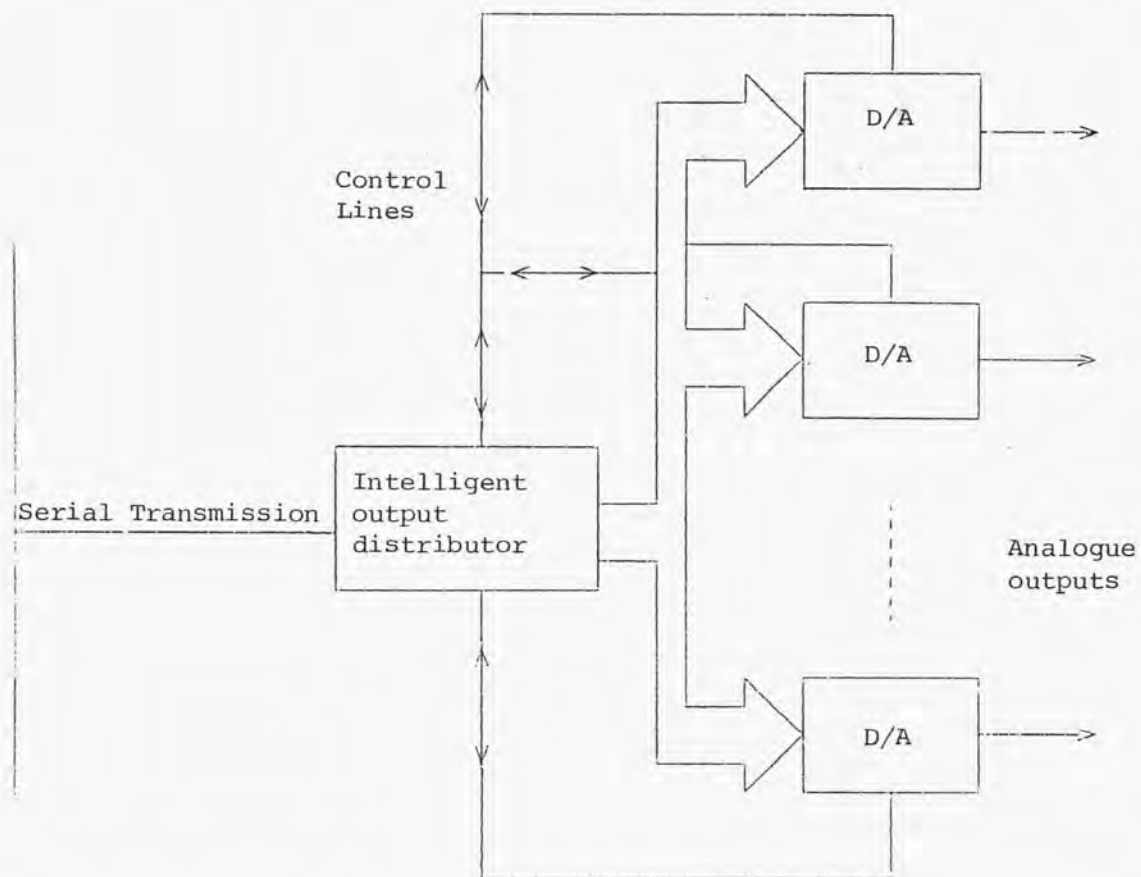 D/A
Control
Lines
D/A
Serial Transmission
Intelligent
output
distributor
Analogue
outputs
D/A